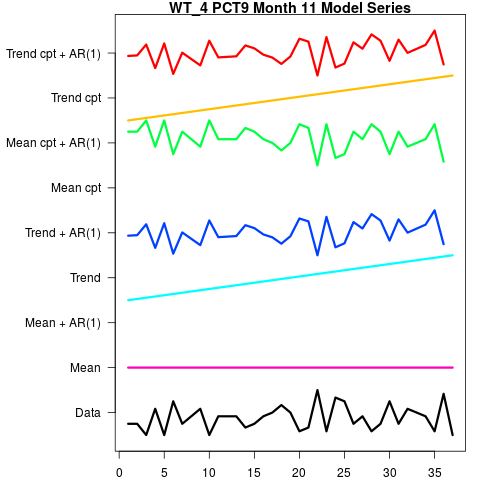 WT_4 PCT9 Month 11 Model Series
Trend cpt + AR(1)
Trend cpt
Mean cpt + AR(1)
Mean cpt
Trend + AR(1)
Trend
Mean + AR(1)
Mean
Data
0 5 10 15 20 25 30 35